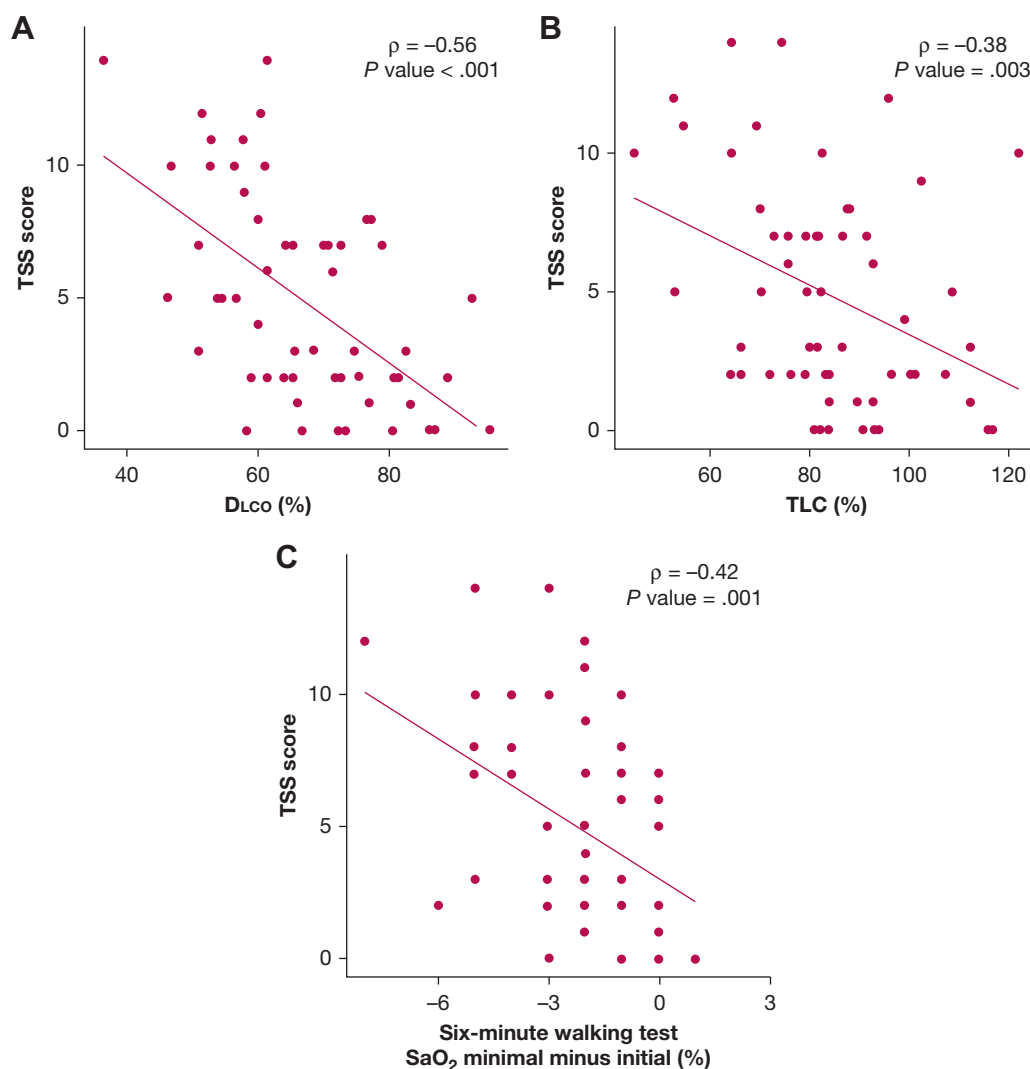 A
ρ = –0.56
P value < .001
TSS score
10
5
0
40
60
80
DLCO (%)
B
ρ = –0.38
P value = .003
TSS score
10
5
0
60
80
100
120
TLC (%)
C
ρ = –0.42
P value = .001
TSS score
10
5
0
–6
–3
0
3
Six-minute walking test
SaO₂ minimal minus initial (%)